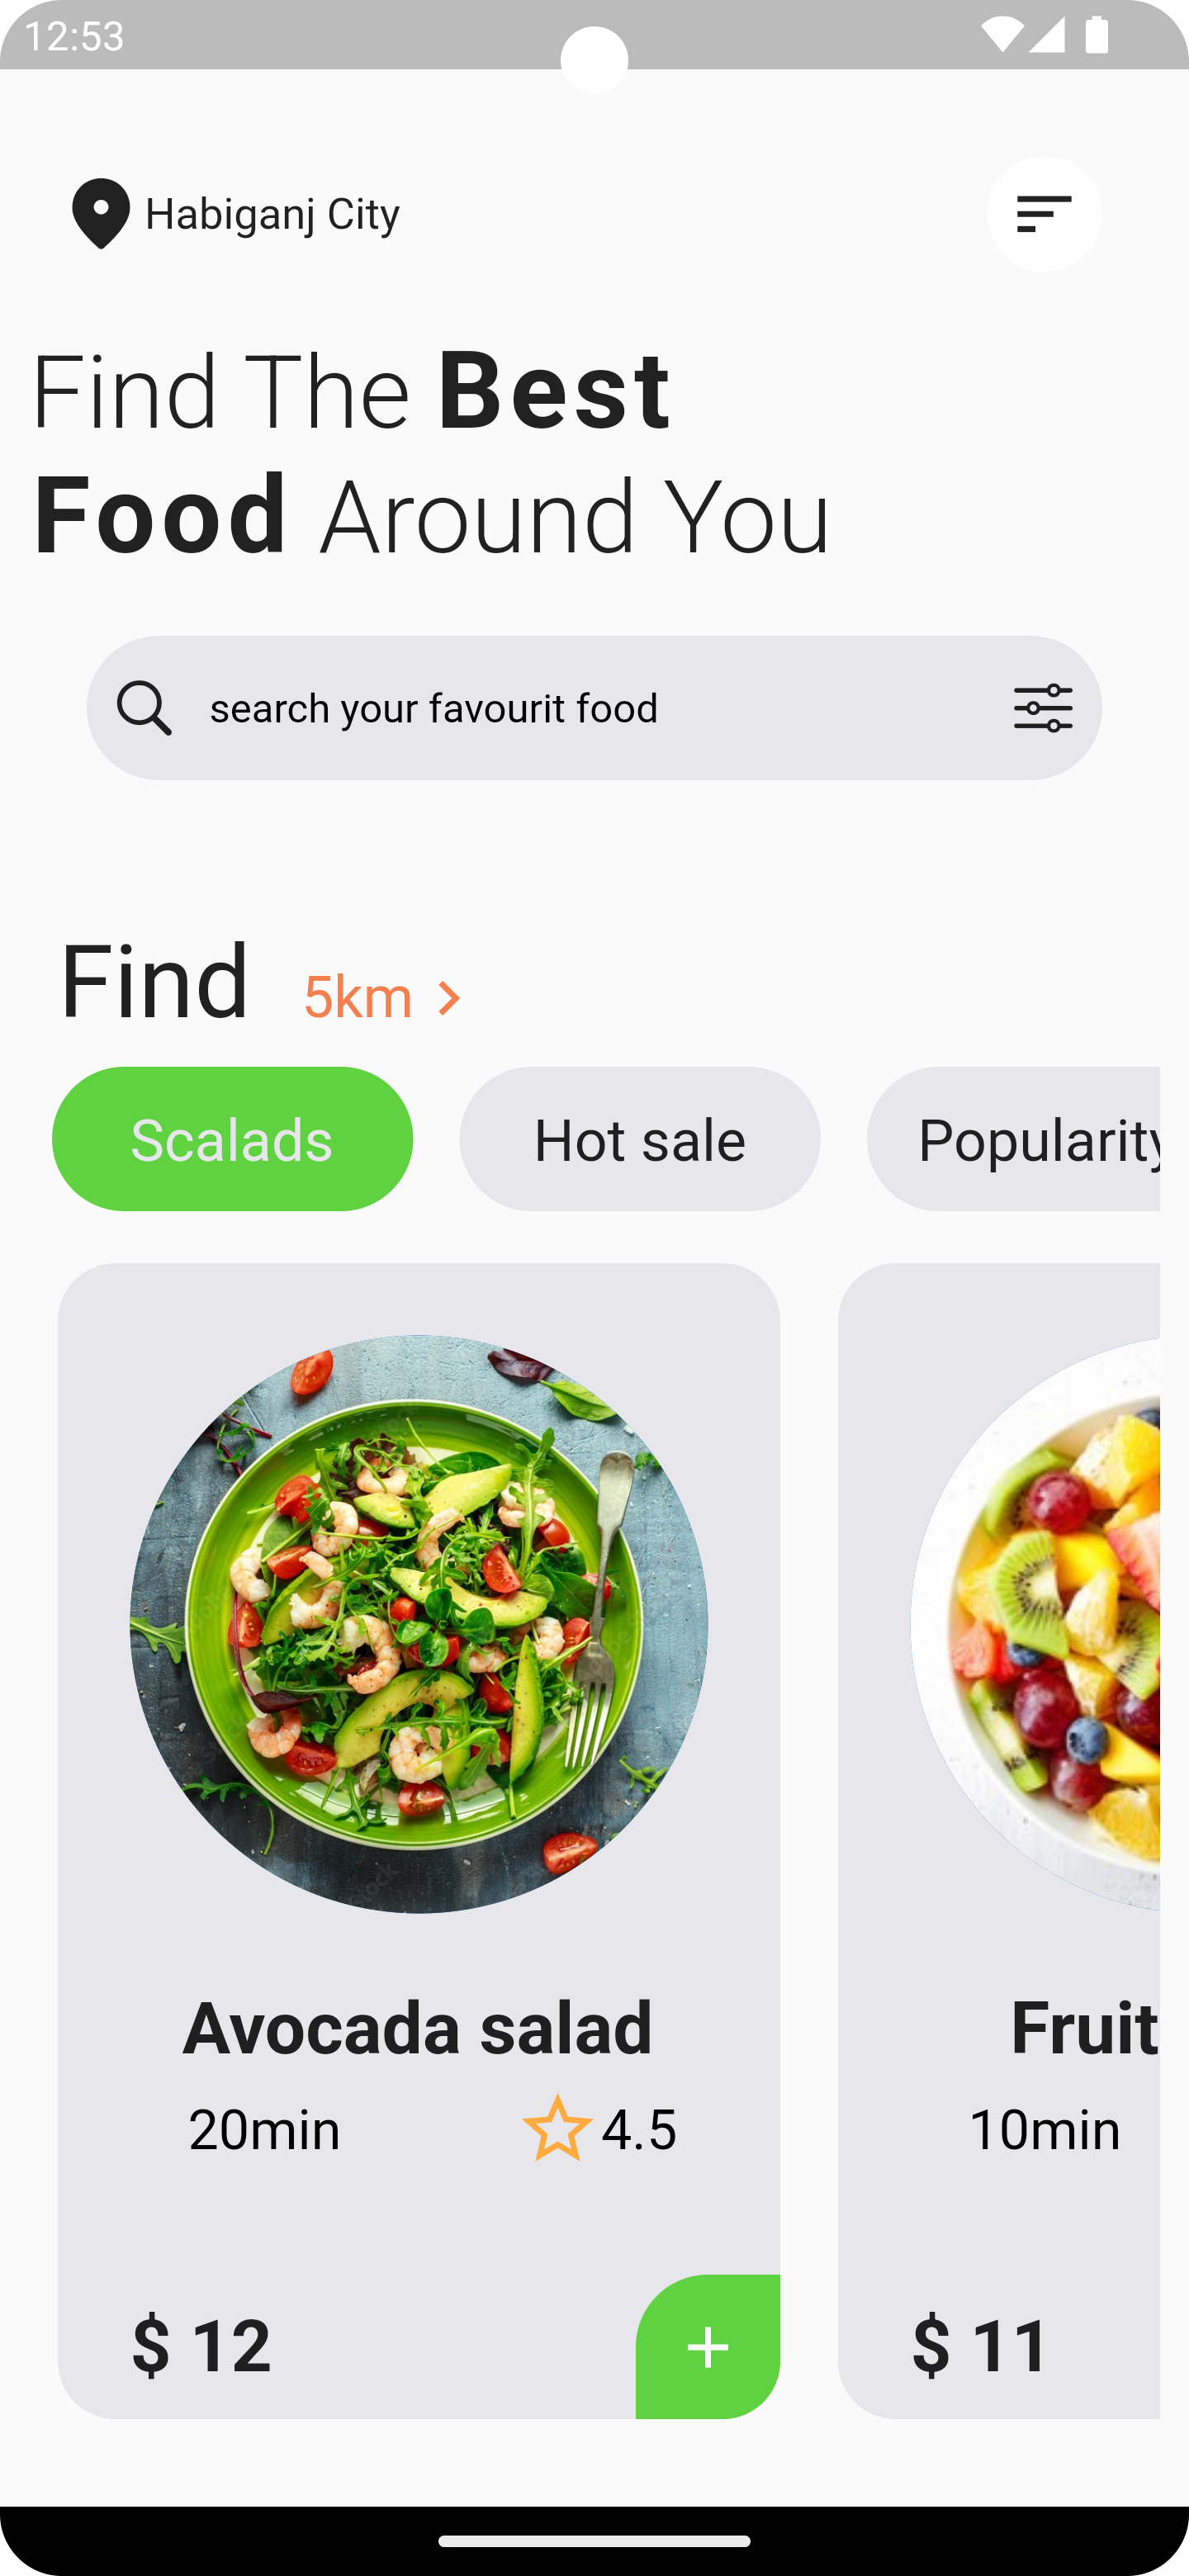 12:53
Habiganj City
Find The Best
Food Around You
search your favourit food
Find 5km
Scalads Hot sale Popularity
Avocada salad Fruit
20min 4.5 10min
$ 12 + $ 11